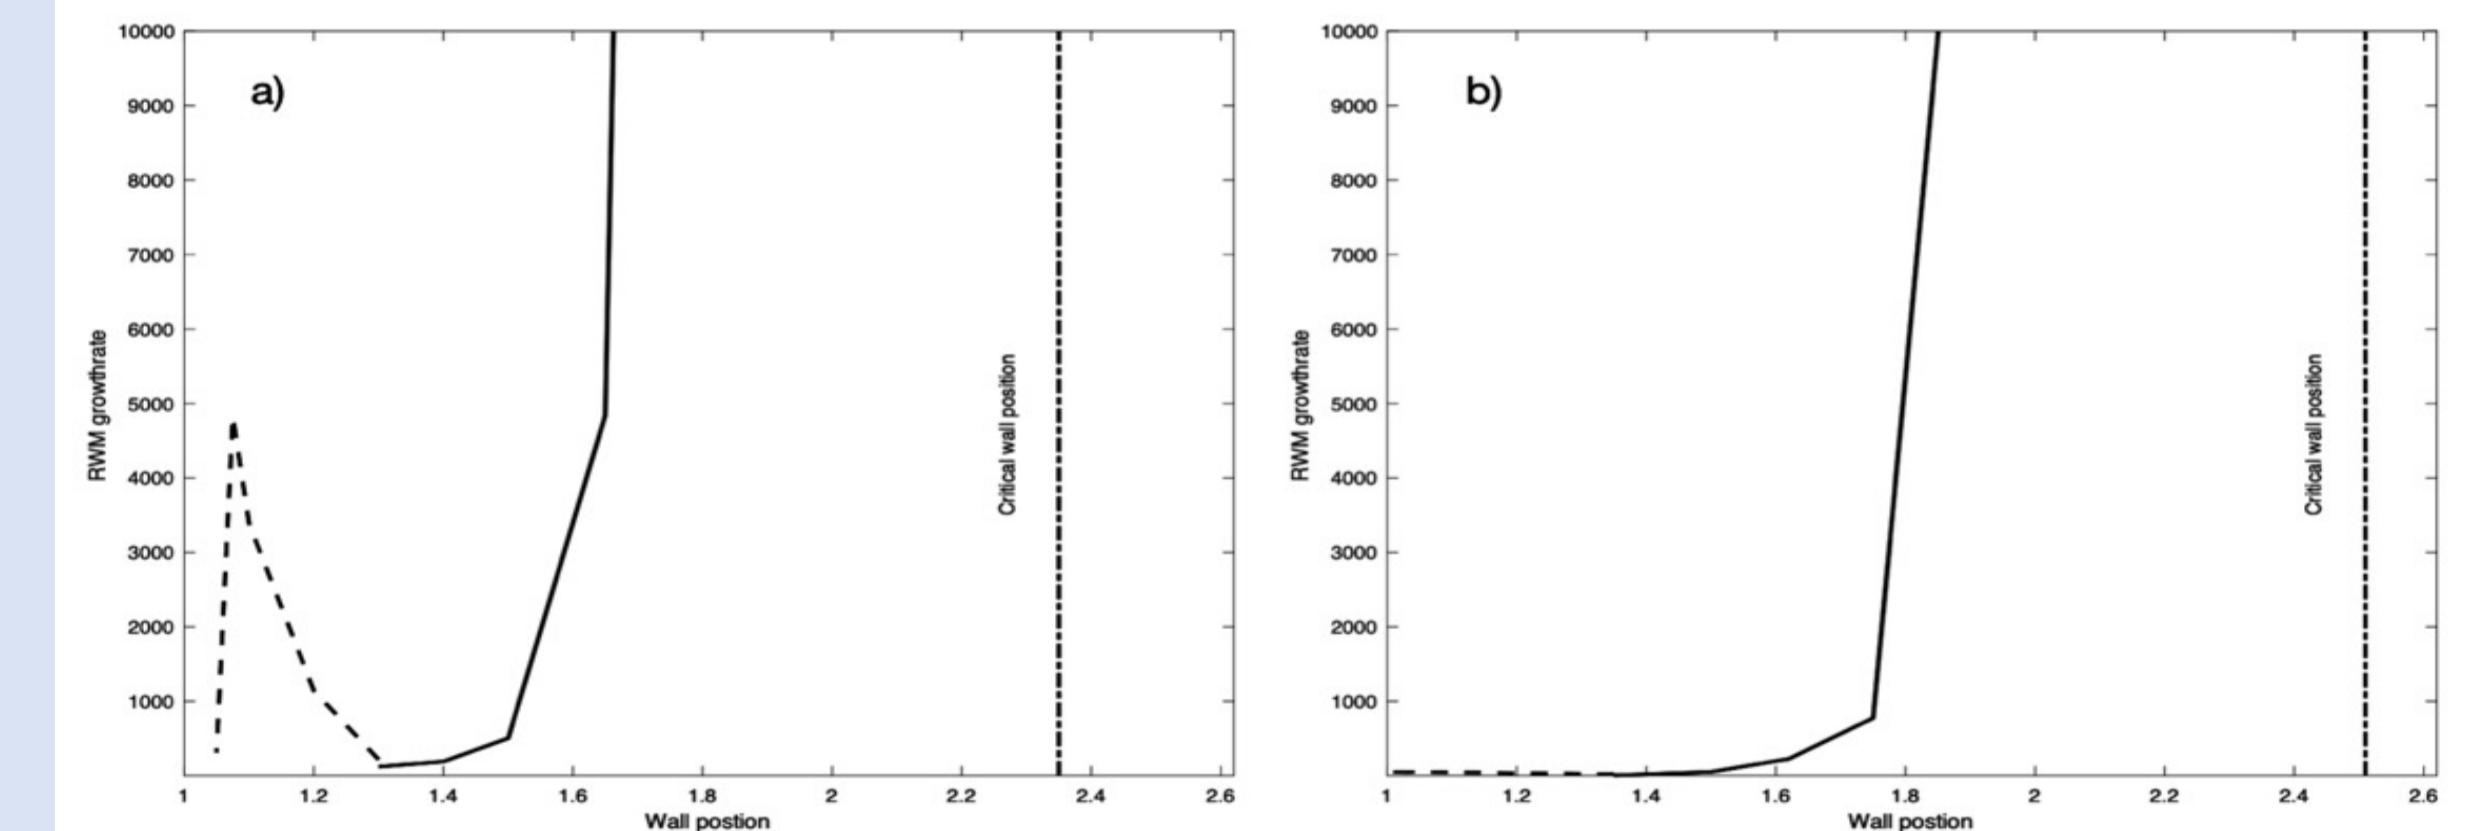 a)
10000
9000
8000
7000
6000
5000
4000
3000
2000
1000
RWM growthrate
Critical wall position
1 1.2 1.4 1.6 1.8 2 2.2 2.4 2.6
Wall postion
b)
10000
9000
8000
7000
6000
5000
4000
3000
2000
1000
RWM growthrate
Critical wall position
1 1.2 1.4 1.6 1.8 2 2.2 2.4 2.6
Wall postion